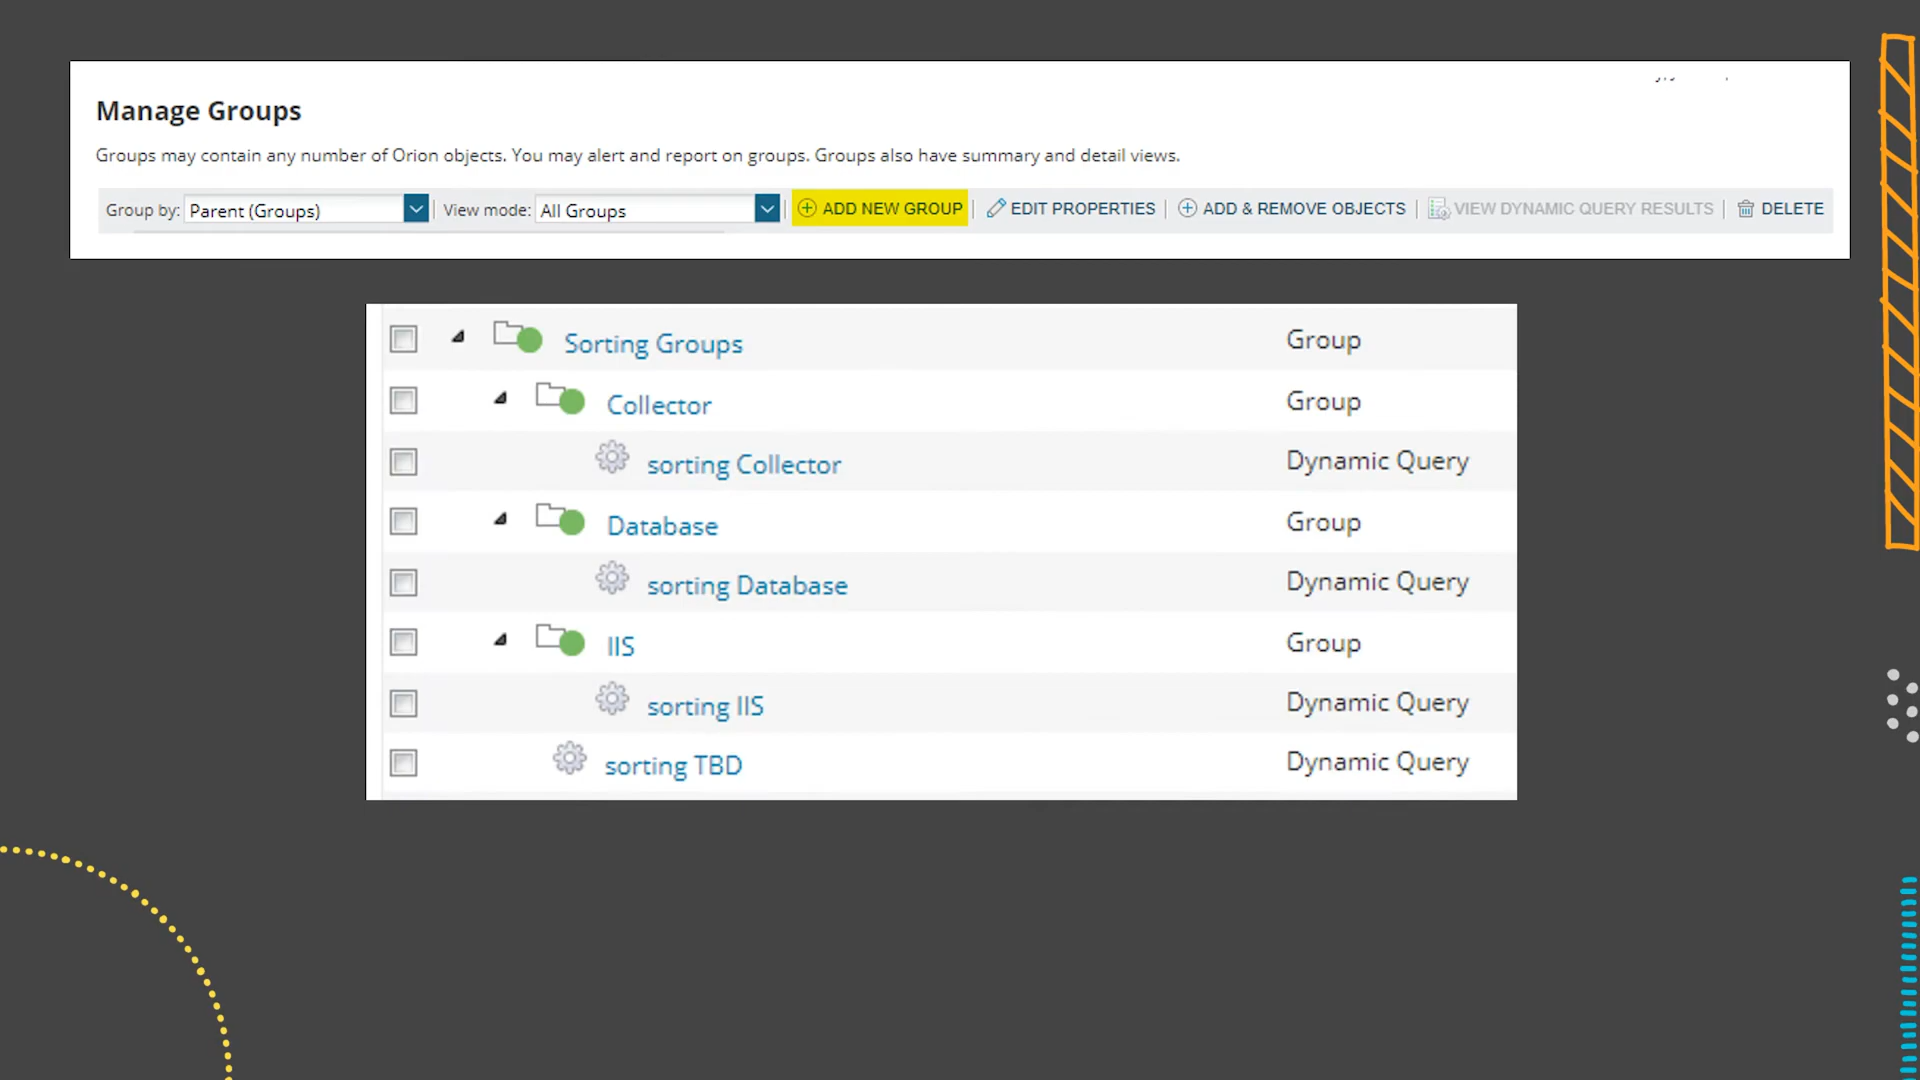 Manage Groups
Groups may contain any number of Orion objects. You may alert and report on groups. Groups also have summary and detail views.
Group by: Parent (Groups) View mode: All Groups ADD NEW GROUP EDIT PROPERTIES ADD & REMOVE OBJECTS VIEW DYNAMIC QUERY RESULTS DELETE
Sorting Groups Group
Collector Group
sorting Collector Dynamic Query
Database Group
sorting Database Dynamic Query
IIS Group
sorting IIS Dynamic Query
sorting TBD Dynamic Query